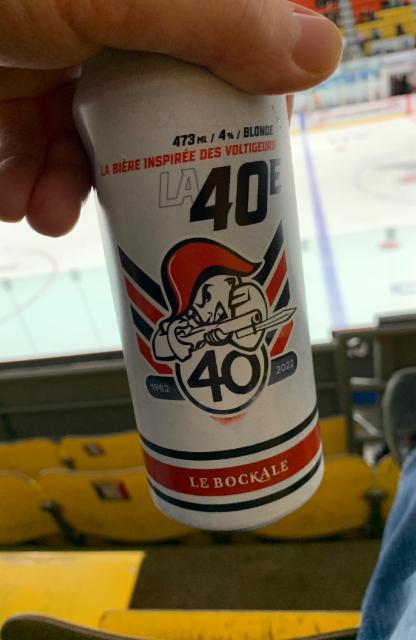 473 ML / 4% / BLONDE
LA BIÈRE INSPIRÉE DES VOLTIGEURS
LA 40E
40
1982 2022
LE BOCKALE